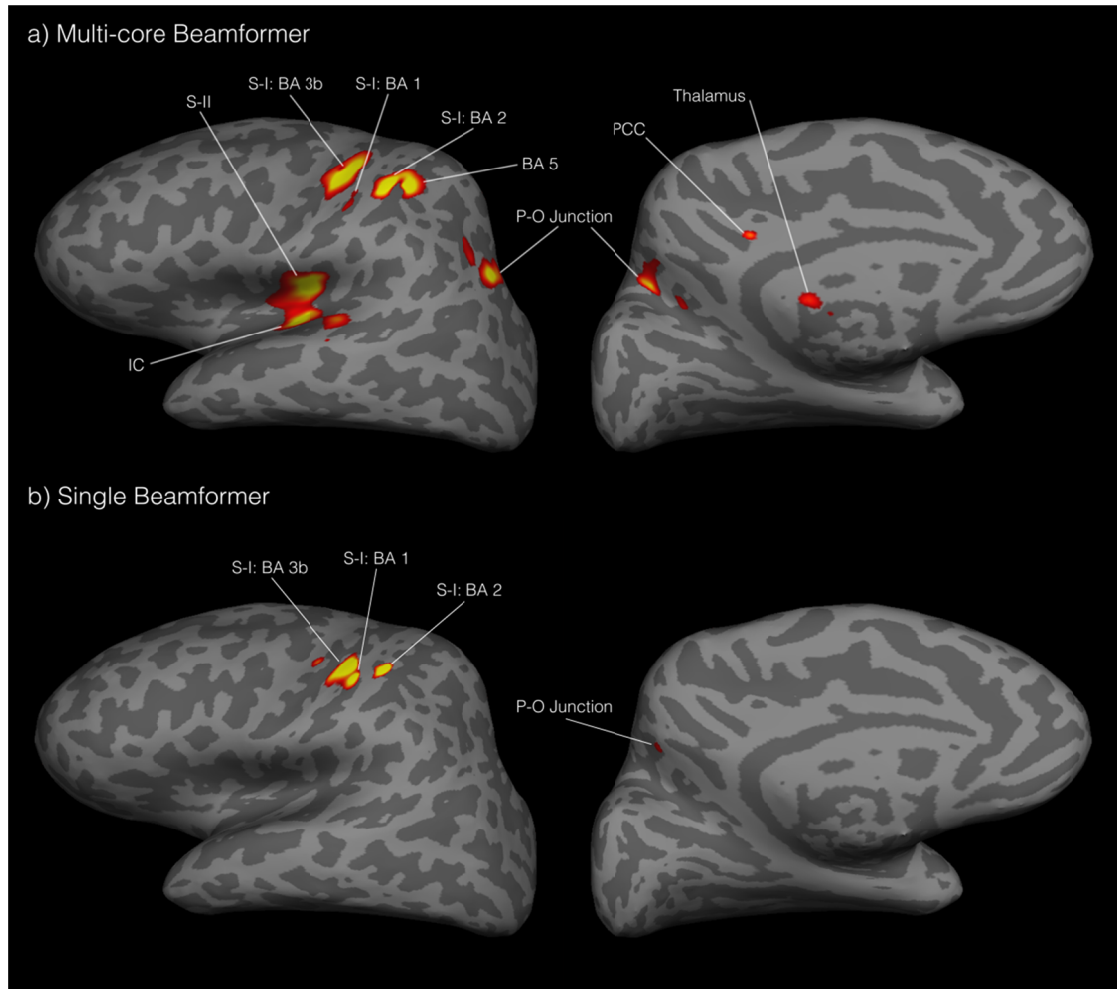 a) Multi-core Beamformer
S-I: BA 3b
S-I: BA 1
S-II
S-I: BA 2
BA 5
IC
Thalamus
PCC
P-O Junction
b) Single Beamformer
S-I: BA 3b
S-I: BA 1
S-I: BA 2
P-O Junction